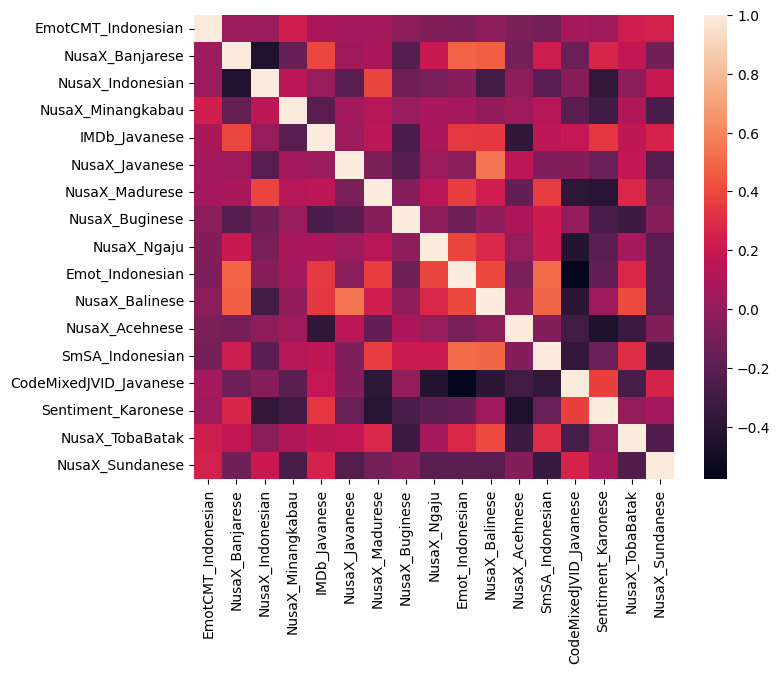 EmotCMT_Indonesian
NusaX_Banjarese
NusaX_Indonesian
NusaX_Minangkabau
IMDb_Javanese
NusaX_Javanese
NusaX_Madurese
NusaX_Buginese
NusaX_Ngaju
Emot_Indonesian
NusaX_Balinese
NusaX_Acehnese
SmSA_Indonesian
CodeMixedJVID_Javanese
Sentiment_Karonese
NusaX_TobaBatak
NusaX_Sundanese
EmotCMT_Indonesian
NusaX_Banjarese
NusaX_Indonesian
NusaX_Minangkabau
IMDb_Javanese
NusaX_Javanese
NusaX_Madurese
NusaX_Buginese
NusaX_Ngaju
Emot_Indonesian
NusaX_Balinese
NusaX_Acehnese
SmSA_Indonesian
CodeMixedJVID_Javanese
Sentiment_Karonese
NusaX_TobaBatak
NusaX_Sundanese
1.0
0.8
0.6
0.4
0.2
0.0
−0.2
−0.4